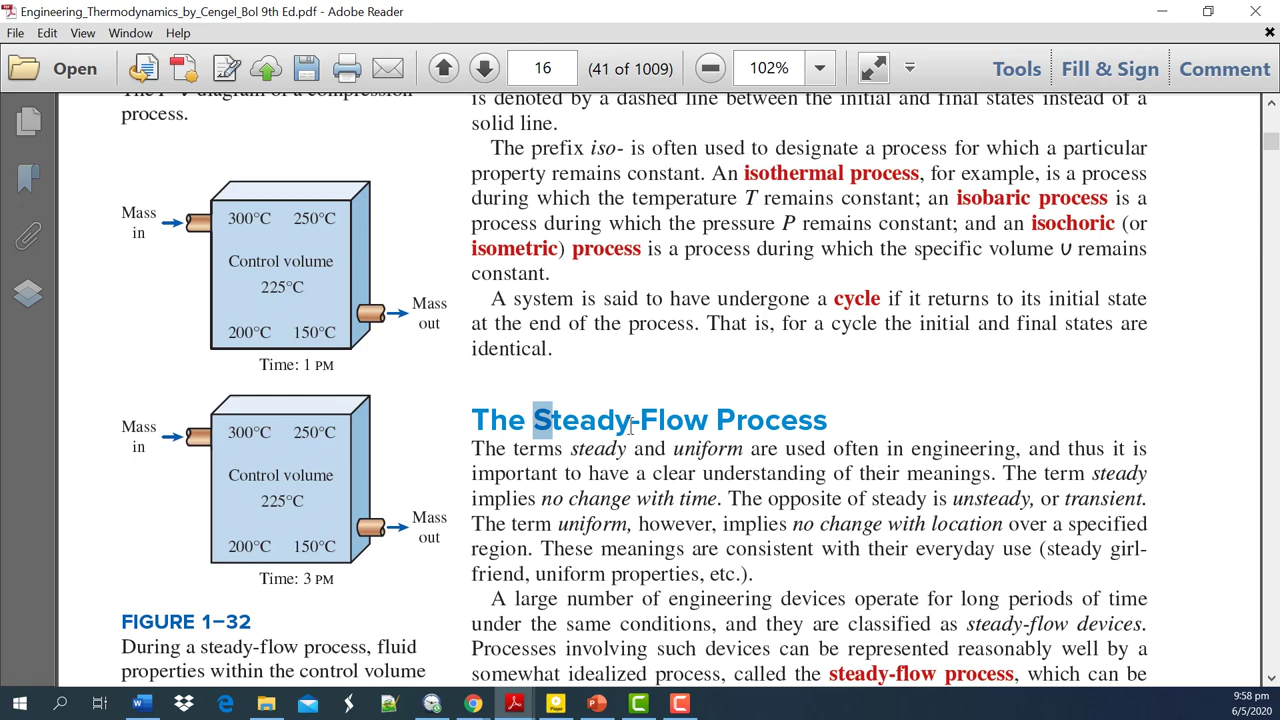 Engineering_Thermodynamics_by_Cengel_Bol 9th Ed.pdf - Adobe Reader
File Edit View Window Help
Open 16 (41 of 1009) 102% Tools Fill & Sign Comment
process.
300°C 250°C
Mass
in
Control volume
225°C
Mass
out
200°C 150°C
Time: 1 PM
300°C 250°C
Mass
in
Control volume
225°C
Mass
out
200°C 150°C
Time: 3 PM
FIGURE 1–32
During a steady-flow process, fluid
properties within the control volume
is denoted by a dashed line between the initial and final states instead of a
solid line.
The prefix iso- is often used to designate a process for which a particular
property remains constant. An isothermal process, for example, is a process
during which the temperature T remains constant; an isobaric process is a
process during which the pressure P remains constant; and an isochoric (or
isometric) process is a process during which the specific volume υ remains
constant.
A system is said to have undergone a cycle if it returns to its initial state
at the end of the process. That is, for a cycle the initial and final states are
identical.
The Steady-Flow Process
The terms steady and uniform are used often in engineering, and thus it is
important to have a clear understanding of their meanings. The term steady
implies no change with time. The opposite of steady is unsteady, or transient.
The term uniform, however, implies no change with location over a specified
region. These meanings are consistent with their everyday use (steady girl-
friend, uniform properties, etc.).
A large number of engineering devices operate for long periods of time
under the same conditions, and they are classified as steady-flow devices.
Processes involving such devices can be represented reasonably well by a
somewhat idealized process, called the steady-flow process, which can be
9:58 pm
6/5/2020